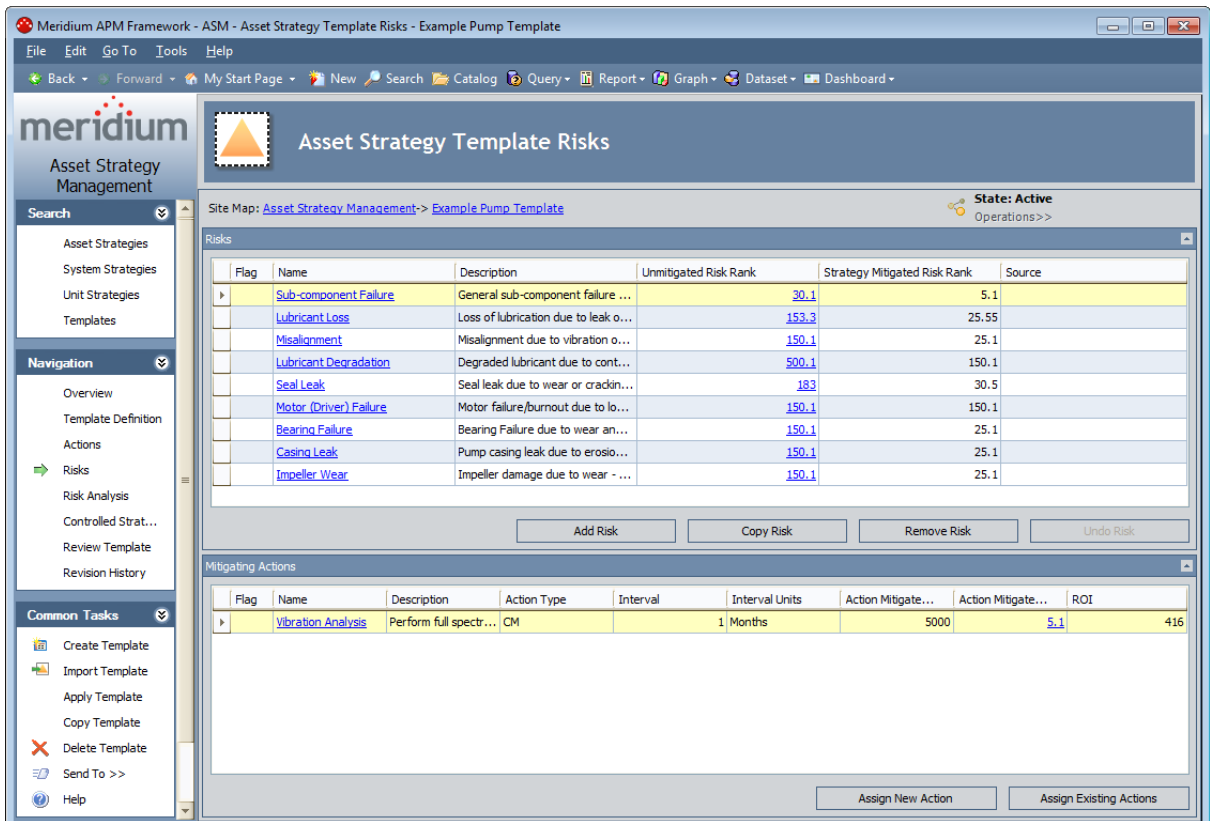 Meridium APM Framework - ASM - Asset Strategy Template Risks - Example Pump Template
File Edit Go To Tools Help
Back Forward My Start Page New Search Catalog Query Report Graph Dataset Dashboard
meridium
Asset Strategy
Management
Search
Asset Strategies
System Strategies
Unit Strategies
Templates
Navigation
Overview
Template Definition
Actions
Risks
Risk Analysis
Controlled Strat...
Review Template
Revision History
Common Tasks
Create Template
Import Template
Apply Template
Copy Template
Delete Template
Send To >>
Help
Asset Strategy Template Risks
Site Map: Asset Strategy Management-> Example Pump Template
State: Active
Operations>>
Risks
Flag Name Description Unmitigated Risk Rank Strategy Mitigated Risk Rank Source
Sub-component Failure General sub-component failure ... 30.1 5.1
Lubricant Loss Loss of lubrication due to leak o... 153.3 25.55
Misalignment Misalignment due to vibration o... 150.1 25.1
Lubricant Degradation Degraded lubricant due to cont... 500.1 150.1
Seal Leak Seal leak due to wear or crackin... 183 30.5
Motor (Driver) Failure Motor failure/burnout due to lo... 150.1 150.1
Bearing Failure Bearing Failure due to wear an... 150.1 25.1
Casing Leak Pump casing leak due to erosio... 150.1 25.1
Impeller Wear Impeller damage due to wear - ... 150.1 25.1
Add Risk Copy Risk Remove Risk Undo Risk
Mitigating Actions
Flag Name Description Action Type Interval Interval Units Action Mitigate... Action Mitigate... ROI
Vibration Analysis Perform full spectr... CM 1 Months 5000 5.1 416
Assign New Action Assign Existing Actions